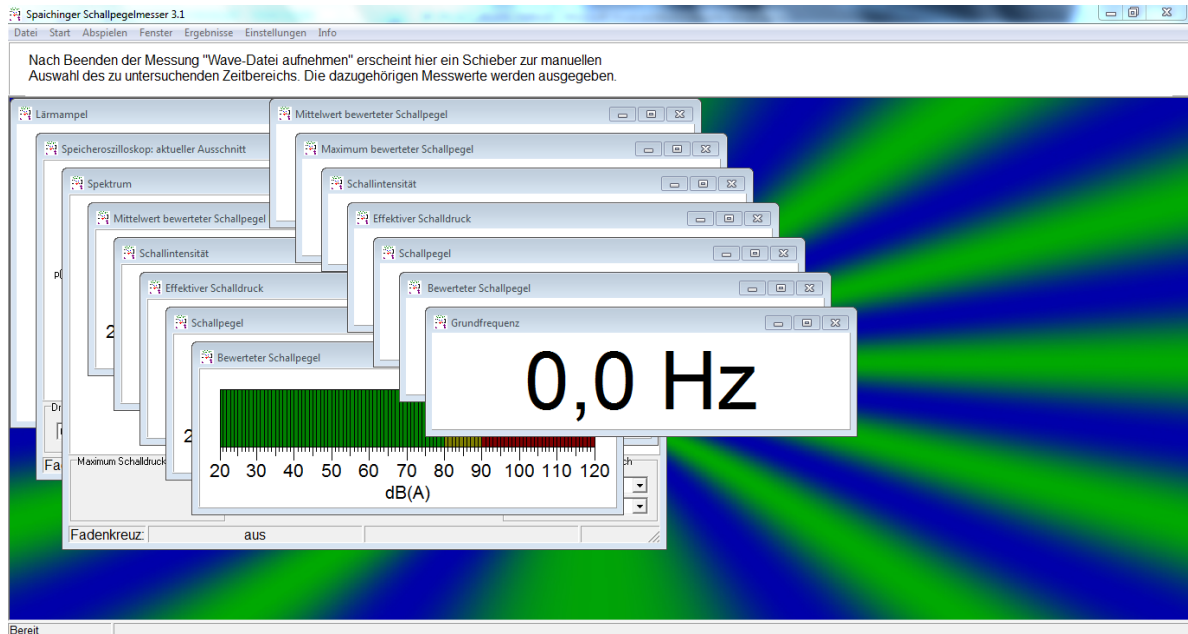 Spaichinger Schallpegelmesser 3.1
Datei Start Abspielen Fenster Ergebnisse Einstellungen Info
Nach Beenden der Messung "Wave-Datei aufnehmen" erscheint hier ein Schieber zur manuellen
Auswahl des zu untersuchenden Zeitbereichs. Die dazugehörigen Messwerte werden ausgegeben.
Lärmampel
Speicheroszilloskop: aktueller Ausschnitt
Spektrum
Mittelwert bewerteter Schallpegel
Schallintensität
Effektiver Schalldruck
Schallpegel
Bewerteter Schallpegel
Mittelwert bewerteter Schallpegel
Maximum bewerteter Schallpegel
Schallintensität
Effektiver Schalldruck
Schallpegel
Bewerteter Schallpegel
Grundfrequenz
0,0 Hz
20 30 40 50 60 70 80 90 100 110 120
dB(A)
Maximum Schalldruck
Fadenkreuz: aus
Bereit